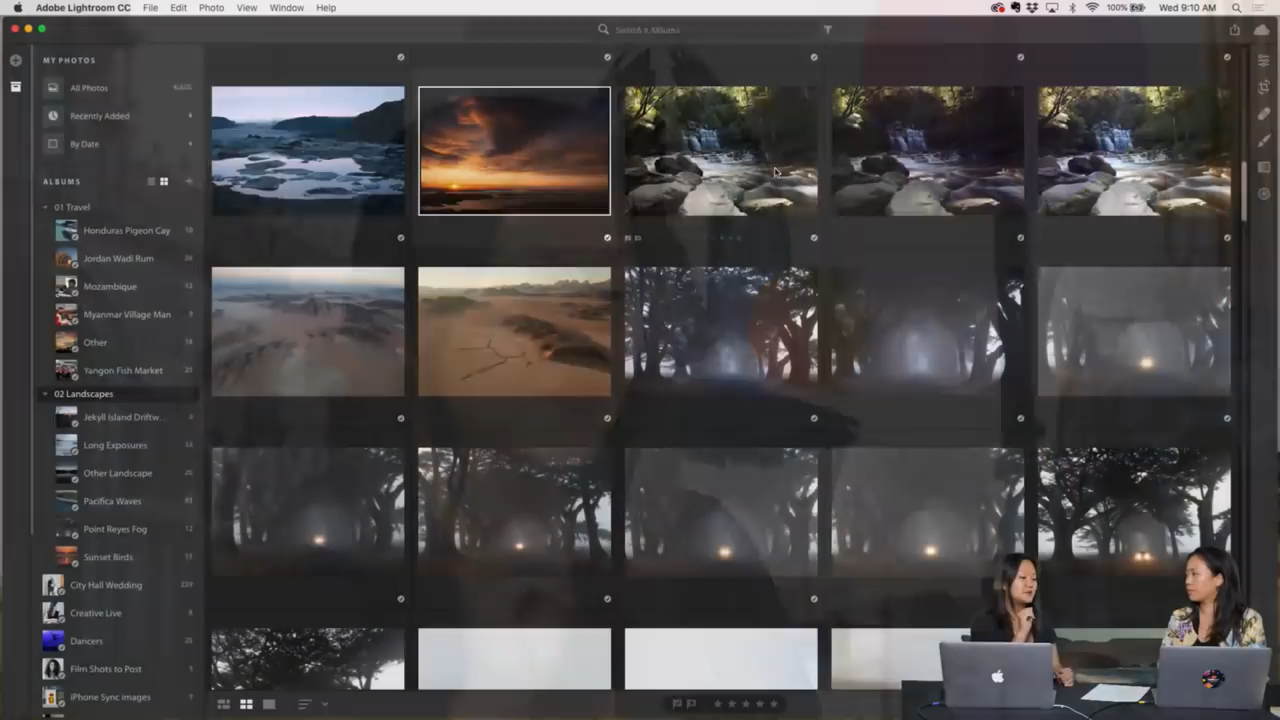 Adobe Lightroom CC File Edit Photo View Window Help 100% Wed 9:10 AM
MY PHOTOS
All Photos
Recently Added
By Date
ALBUMS
01 Travel
Honduras Pigeon Cay
Jordan Wadi Rum
Mozambique
Myanmar Village Man
Other
Yangon Fish Market
02 Landscapes
Jekyll Island Driftw...
Long Exposures
Other Landscape
Pacifica Waves
Point Reyes Fog 12
Sunset Birds 11
City Hall Wedding 239
Creative Live
Dancers
Film Shots to Post
iPhone Sync images